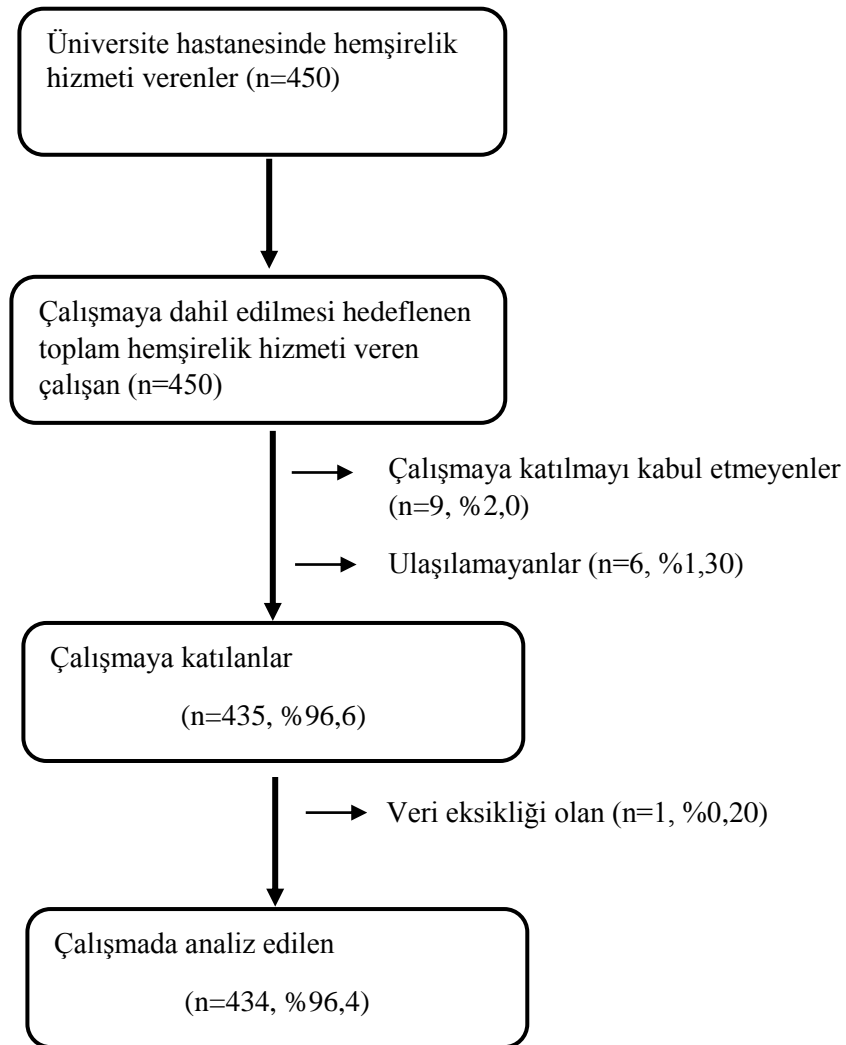 Üniversite hastanesinde hemşirelik
hizmeti verenler (n=450)
Çalışmaya dahil edilmesi hedeflenen
toplam hemşirelik hizmeti veren
çalışan (n=450)
Çalışmaya katılmayı kabul etmeyenler
(n=9, %2,0)
Ulaşılamayanlar (n=6, %1,30)
Çalışmaya katılanlar
(n=435, %96,6)
Veri eksikliği olan (n=1, %0,20)
Çalışmada analiz edilen
(n=434, %96,4)